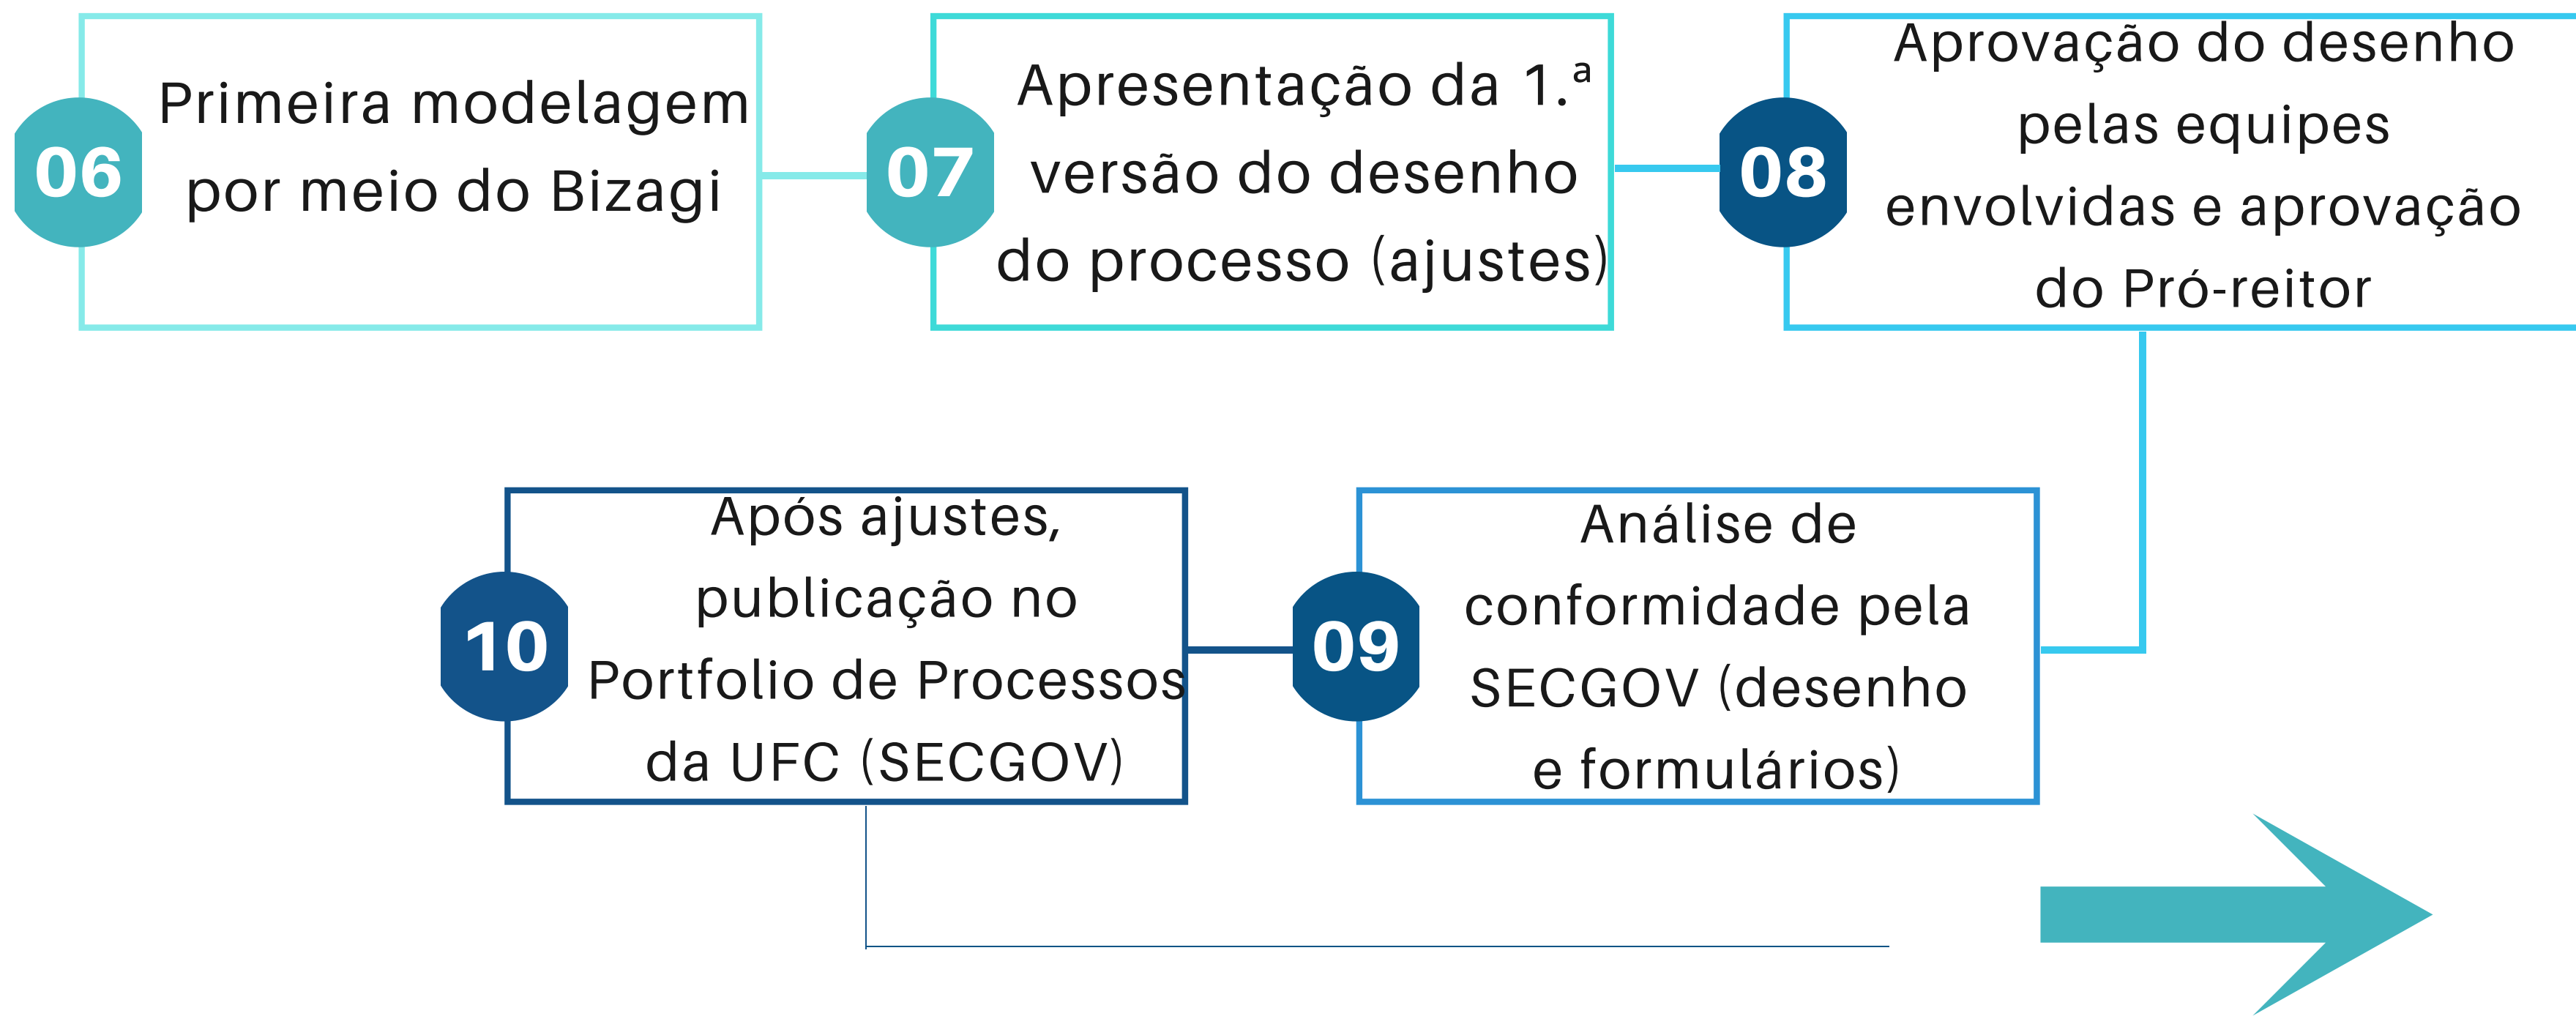 06
Primeira modelagem
por meio do Bizagi
07
Apresentação da 1.ª
versão do desenho
do processo (ajustes)
08
Aprovação do desenho
pelas equipes
envolvidas e aprovação
do Pró-reitor
09
Análise de
conformidade pela
SECGOV (desenho
e formulários)
10
Após ajustes,
publicação no
Portfolio de Processos
da UFC (SECGOV)